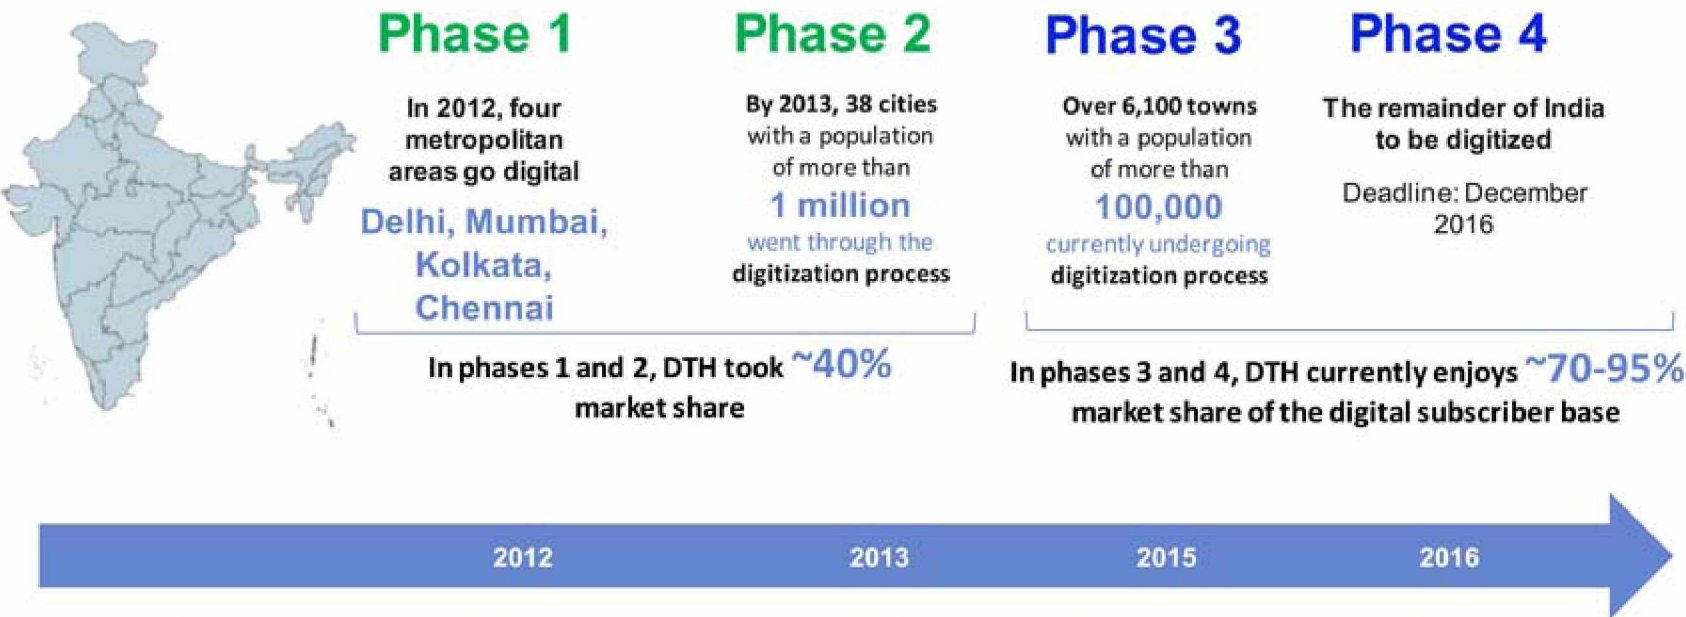 Phase 1
In 2012, four
metropolitan
areas go digital
Delhi, Mumbai,
Kolkata,
Chennai
Phase 2
By 2013, 38 cities
with a population
of more than
1 million
went through the
digitization process
In phases 1 and 2, DTH took ~40%
market share
Phase 3
Over 6,100 towns
with a population
of more than
100,000
currently undergoing
digitization process
Phase 4
The remainder of India
to be digitized
Deadline: December
2016
In phases 3 and 4, DTH currently enjoys ~70-95%
market share of the digital subscriber base
2012
2013
2015
2016